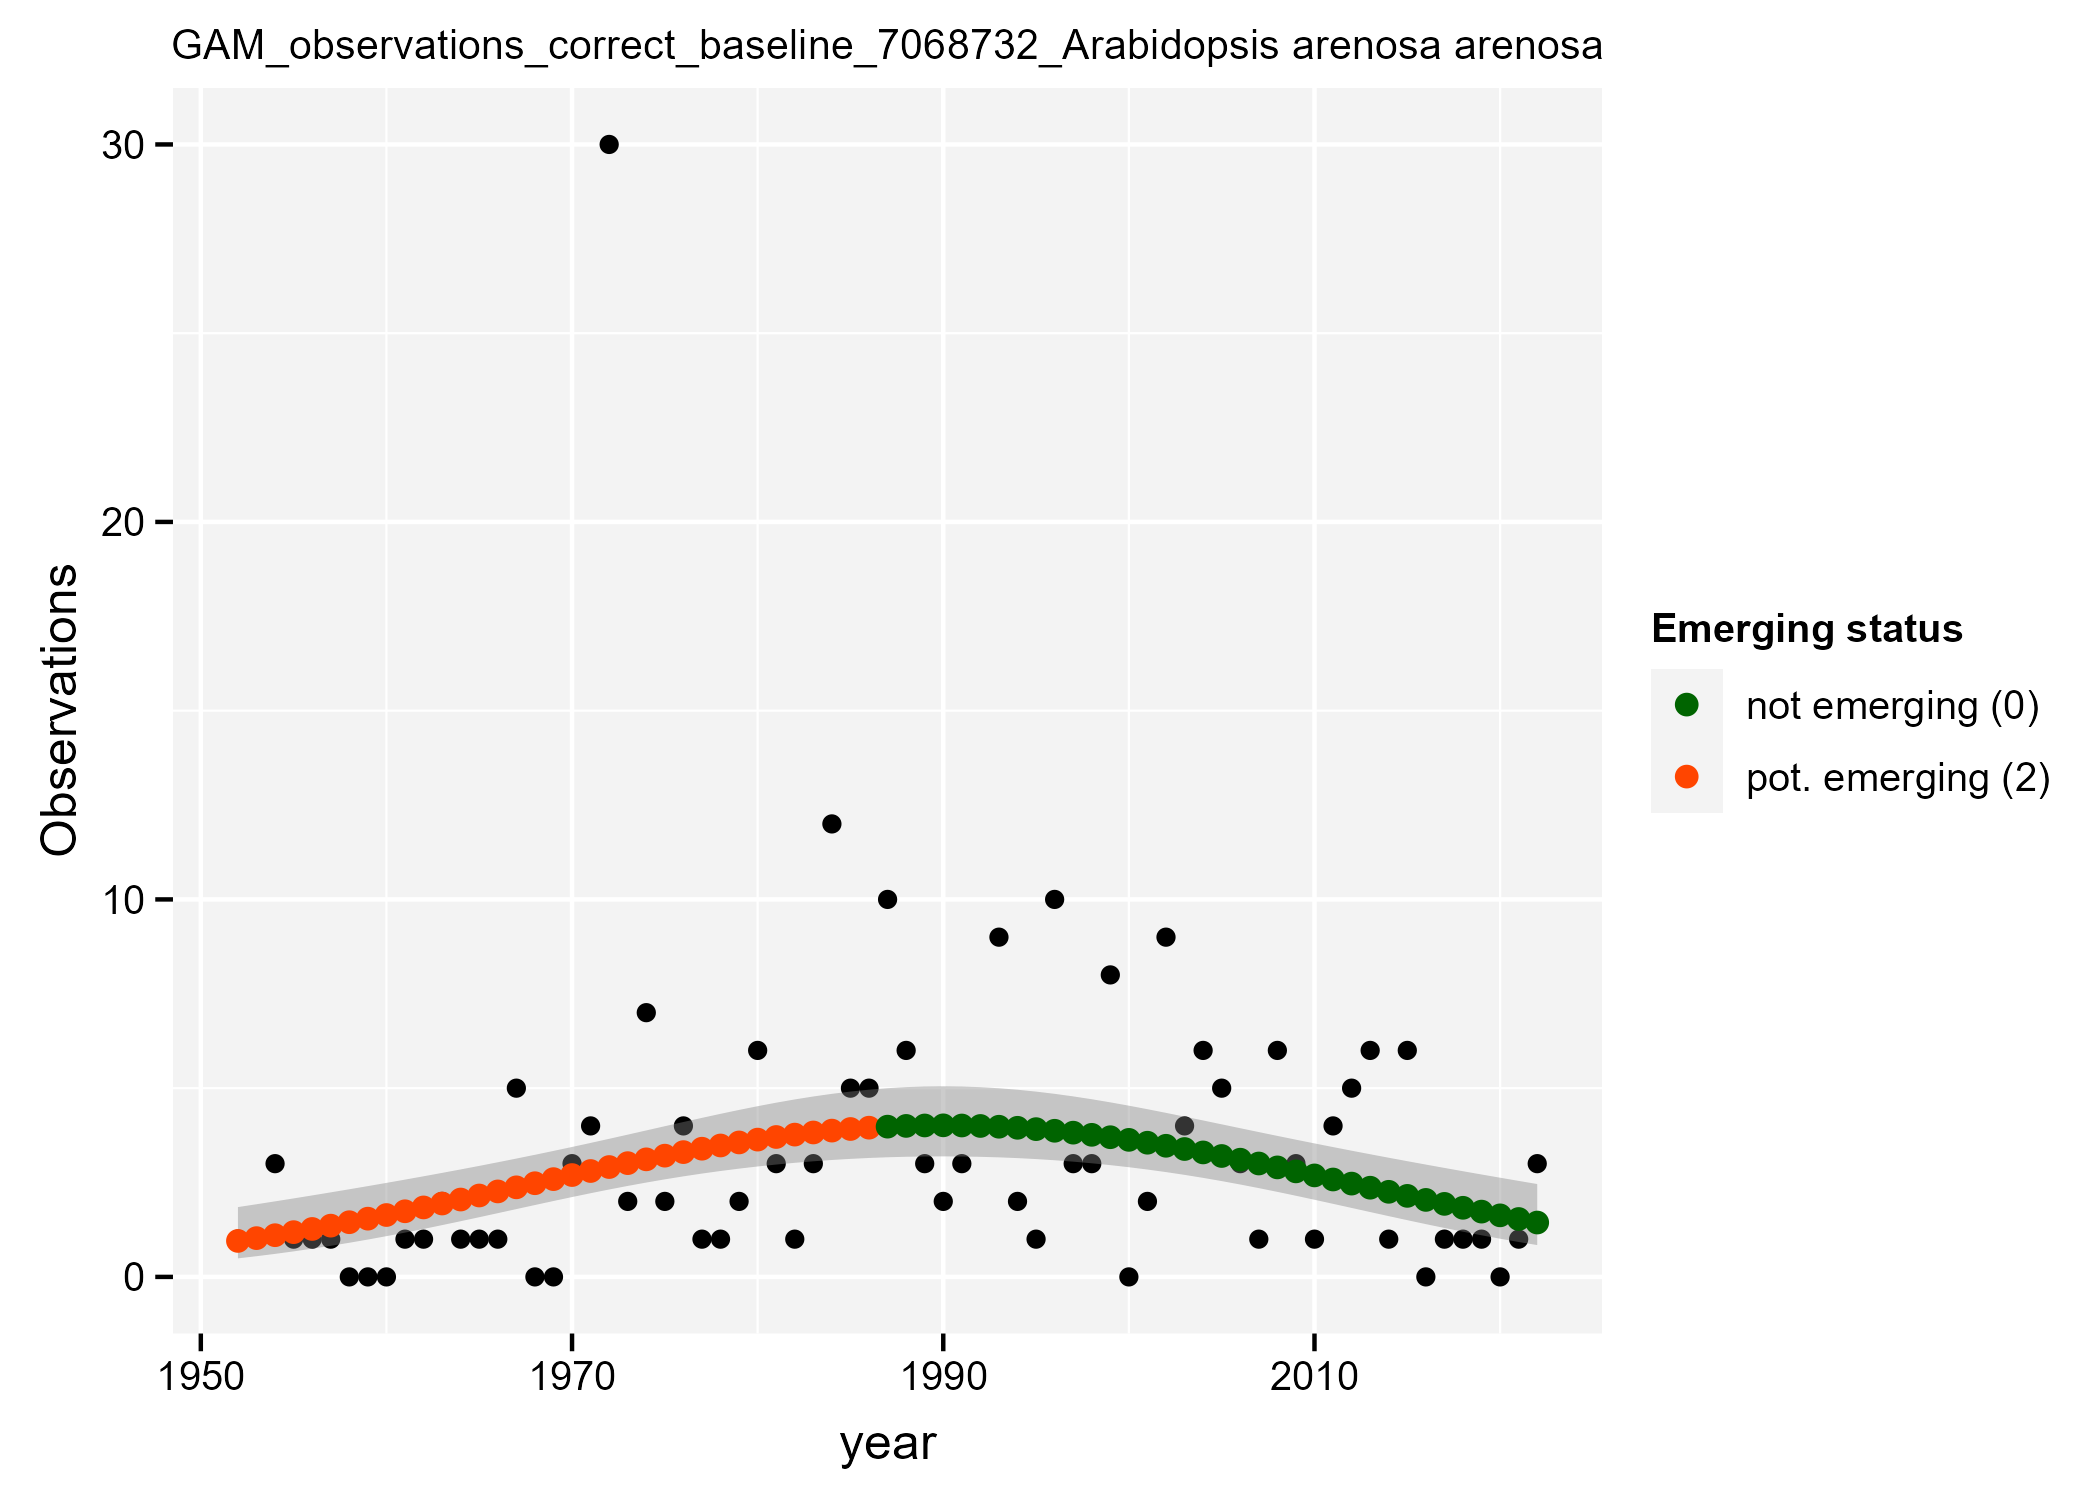 GAM_observations_correct_baseline_7068732_Arabidopsis arenosa arenosa
30
20
10
0
Observations
1950
1970
1990
2010
year
Emerging status
not emerging (0)
pot. emerging (2)